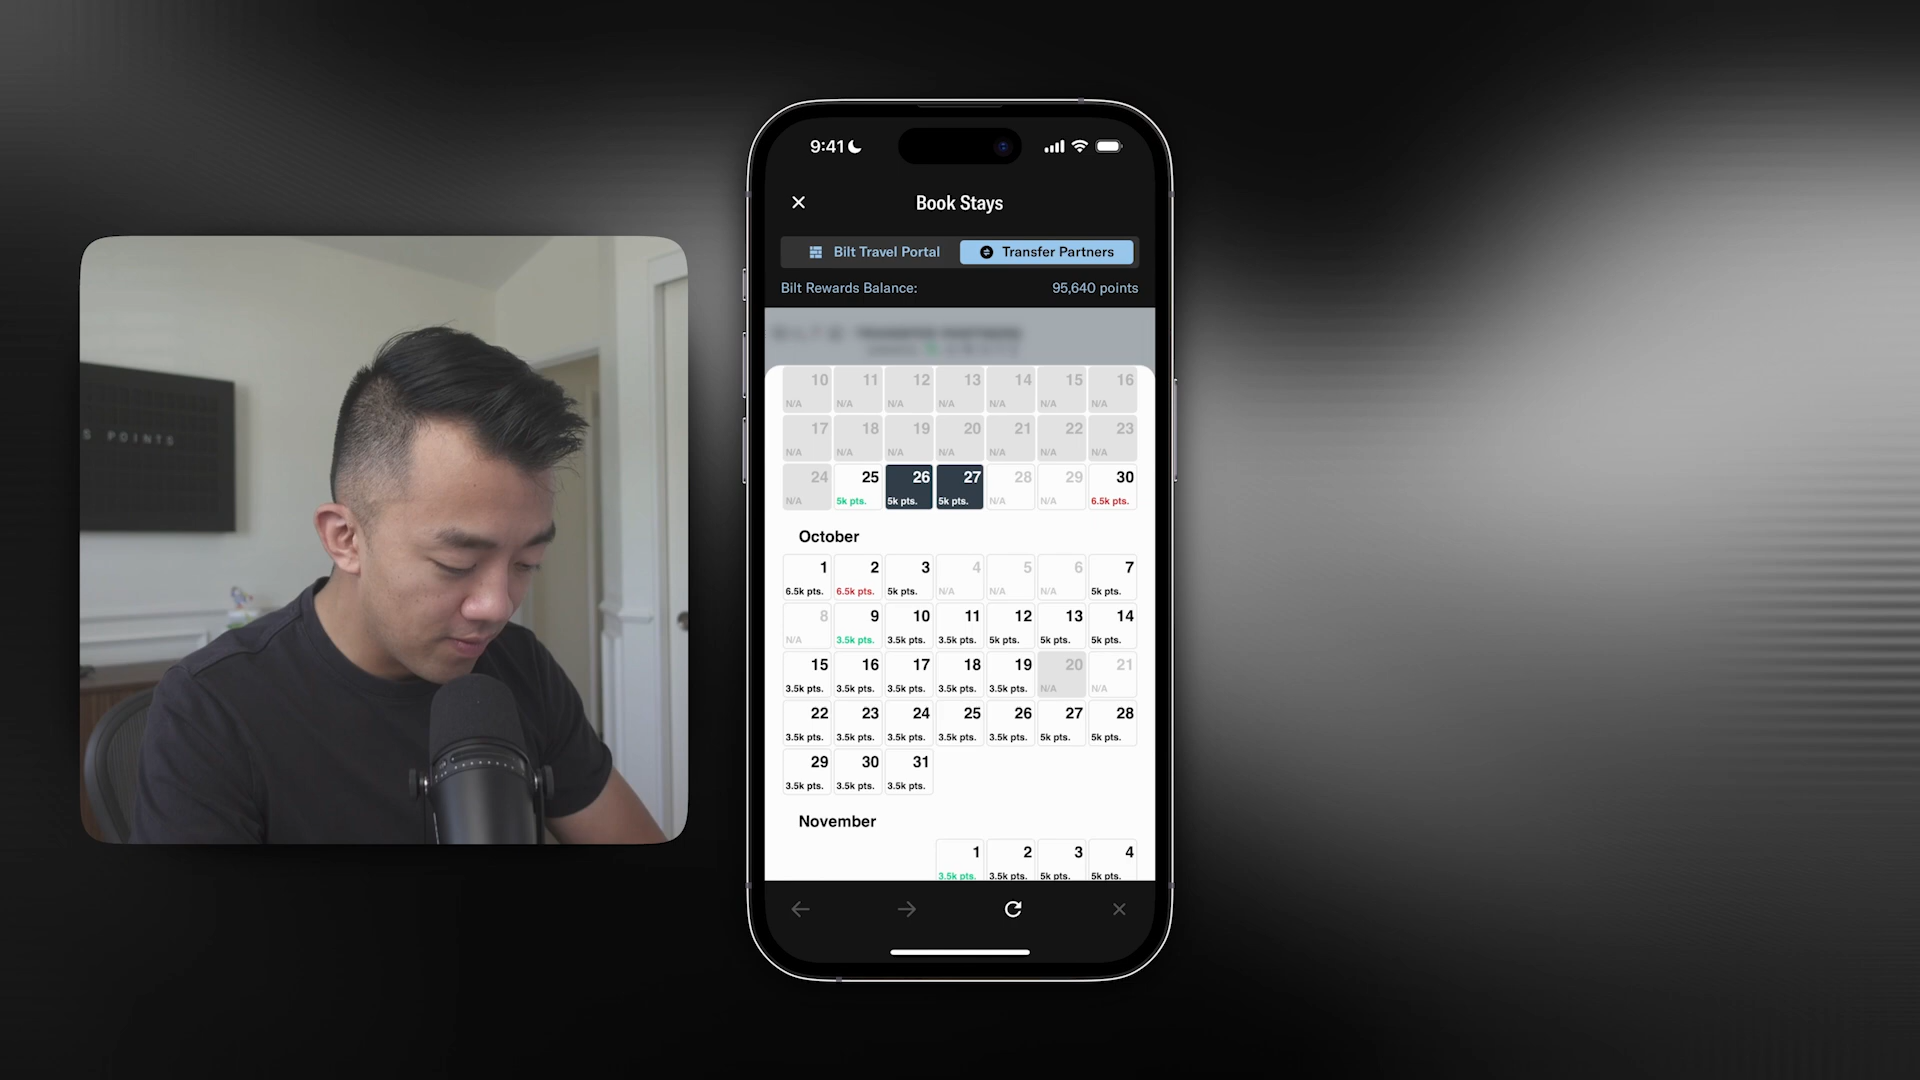 S POINTS
9:41
Book Stays
Bilt Travel Portal Transfer Partners
Bilt Rewards Balance: 95,640 points
10 11 12 13 14 15 16
N/A N/A N/A N/A N/A N/A N/A
17 18 19 20 21 22 23
N/A N/A N/A N/A N/A N/A N/A
24 25 26 27 28 29 30
N/A 5k pts. 5k pts. 5k pts. N/A N/A 6.5k pts.
October
1 2 3 4 5 6 7
6.5k pts. 6.5k pts. 5k pts. N/A N/A N/A 5k pts.
8 9 10 11 12 13 14
N/A 3.5k pts. 3.5k pts. 3.5k pts. 5k pts. 5k pts. 5k pts.
15 16 17 18 19 20 21
3.5k pts. 3.5k pts. 3.5k pts. 3.5k pts. 3.5k pts. N/A N/A
22 23 24 25 26 27 28
3.5k pts. 3.5k pts. 3.5k pts. 3.5k pts. 3.5k pts. 5k pts. 5k pts.
29 30 31
3.5k pts. 3.5k pts. 3.5k pts.
November
1 2 3 4
3.5k pts. 3.5k pts. 5k pts. 5k pts.